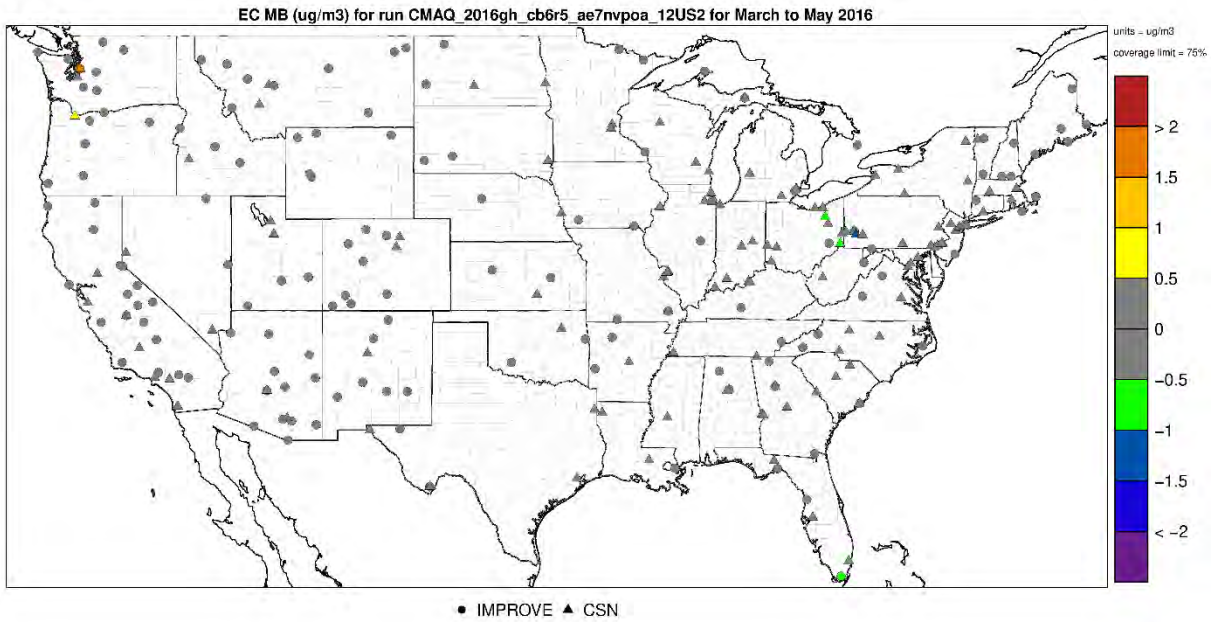 EC MB (ug/m3) for run CMAQ_2016gh_cb6r5_ae7nvpoa_12US2 for March to May 2016
units = ug/m3
coverage limit = 75%
> 2
1.5
1
0.5
0
−0.5
−1
−1.5
< −2
● IMPROVE ▲ CSN